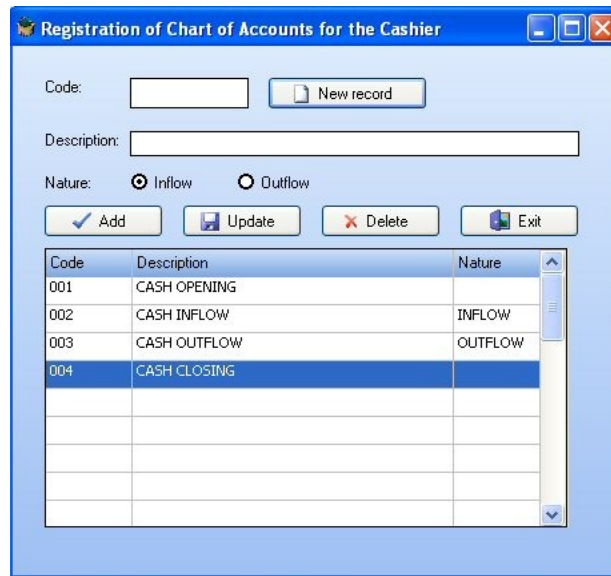 Registration of Chart of Accounts for the Cashier
Code:
New record
Description:
Nature: Inflow Outflow
Add Update Delete Exit
Code Description Nature
001 CASH OPENING
002 CASH INFLOW INFLOW
003 CASH OUTFLOW OUTFLOW
004 CASH CLOSING